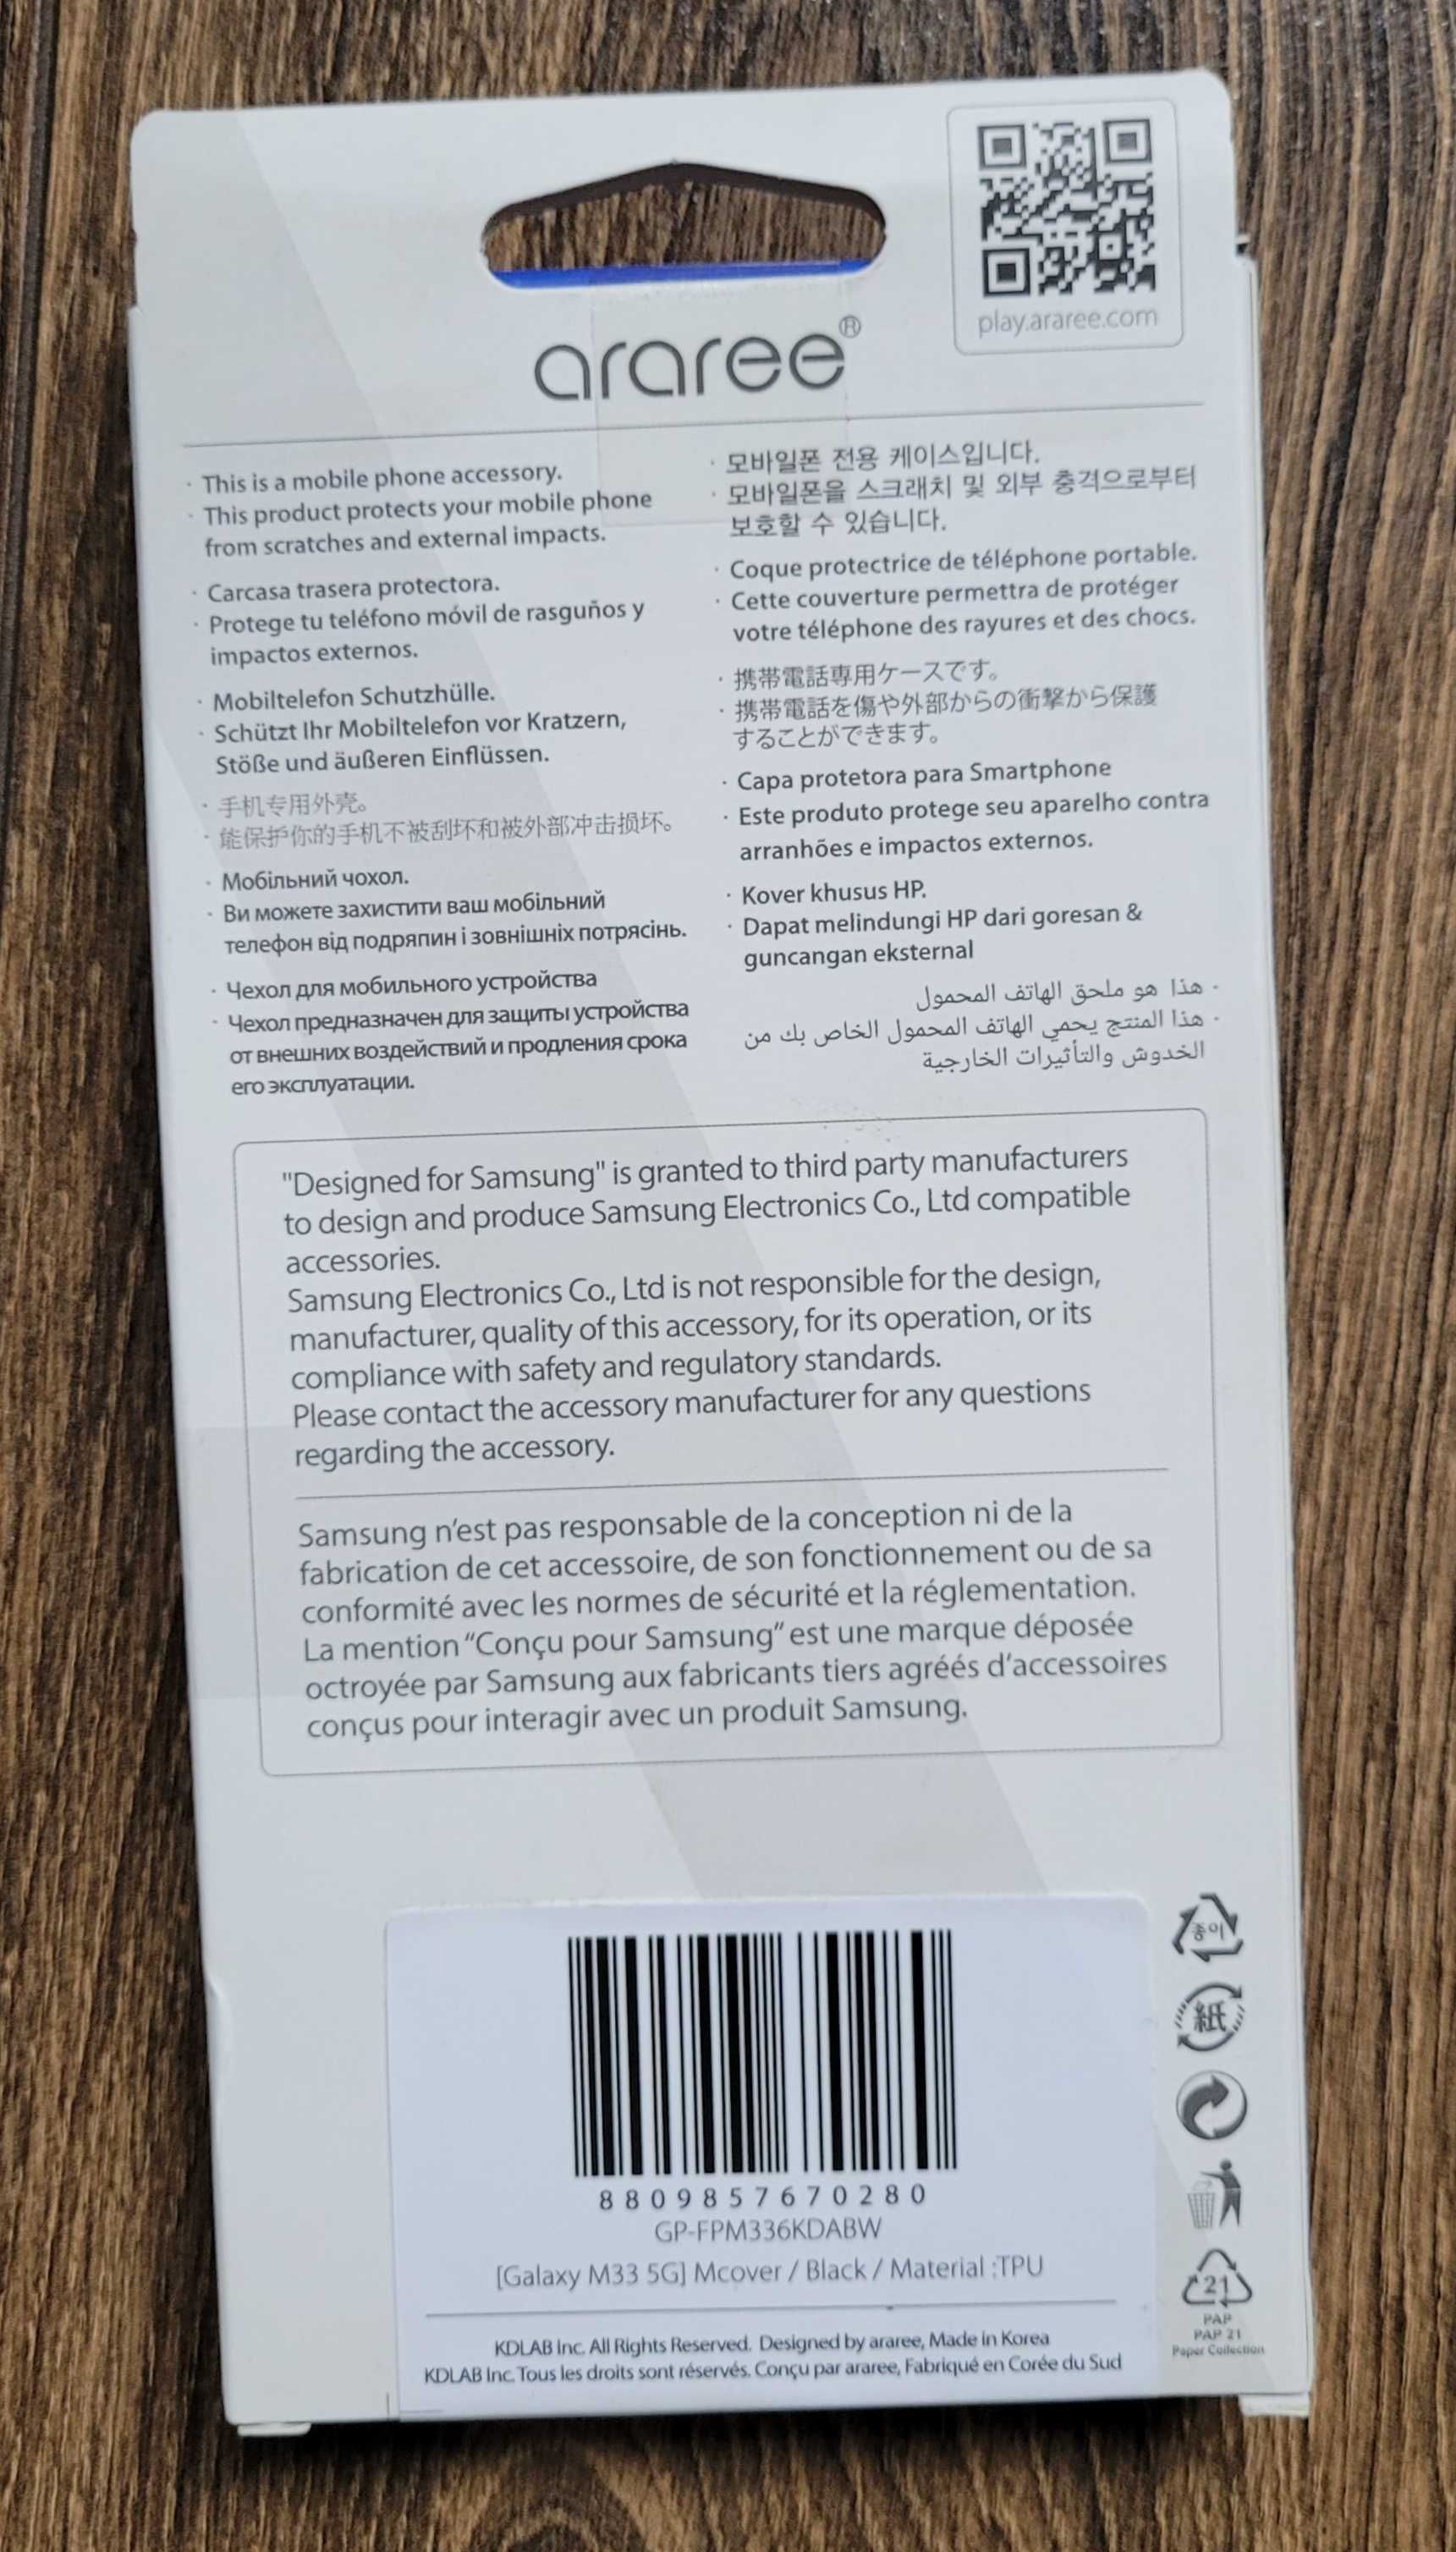 play.araree.com
araree®
· This is a mobile phone accessory.
· This product protects your mobile phone
from scratches and external impacts.
· Carcasa trasera protectora.
· Protege tu teléfono móvil de rasguños y
impactos externos.
· Mobiltelefon Schutzhülle.
· Schützt Ihr Mobiltelefon vor Kratzern,
Stöße und äußeren Einflüssen.
· 手机专用外壳。
· 能保护你的手机不被刮坏和被外部冲击损坏。
· Мобільний чохол.
· Ви можете захистити ваш мобільний
телефон від подряпин і зовнішніх потрясінь.
· Чехол для мобильного устройства
· Чехол предназначен для защиты устройства
от внешних воздействий и продления срока
его эксплуатации.
· 모바일폰 전용 케이스입니다.
· 모바일폰을 스크래치 및 외부 충격으로부터
보호할 수 있습니다.
· Coque protectrice de téléphone portable.
· Cette couverture permettra de protéger
votre téléphone des rayures et des chocs.
· 携帯電話専用ケースです。
· 携帯電話を傷や外部からの衝撃から保護
することができます。
· Capa protetora para Smartphone
· Este produto protege seu aparelho contra
arranhões e impactos externos.
· Kover khusus HP.
· Dapat melindungi HP dari goresan &
guncangan eksternal
· هذا هو ملحق الهاتف المحمول
· هذا المنتج يحمي الهاتف المحمول الخاص بك من
الخدوش والتأثيرات الخارجية
"Designed for Samsung" is granted to third party manufacturers
to design and produce Samsung Electronics Co., Ltd compatible
accessories.
Samsung Electronics Co., Ltd is not responsible for the design,
manufacturer, quality of this accessory, for its operation, or its
compliance with safety and regulatory standards.
Please contact the accessory manufacturer for any questions
regarding the accessory.
Samsung n'est pas responsable de la conception ni de la
fabrication de cet accessoire, de son fonctionnement ou de sa
conformité avec les normes de sécurité et la réglementation.
La mention "Conçu pour Samsung" est une marque déposée
octroyée par Samsung aux fabricants tiers agréés d'accessoires
conçus pour interagir avec un produit Samsung.
8809857670280
GP-FPM336KDABW
[Galaxy M33 5G] Mcover / Black / Material :TPU
KDLAB Inc. All Rights Reserved. Designed by araree, Made in Korea
KDLAB Inc. Tous les droits sont réservés. Conçu par araree, Fabriqué en Corée du Sud
종이
紙
21
PAP
PAP 21
Paper Collection